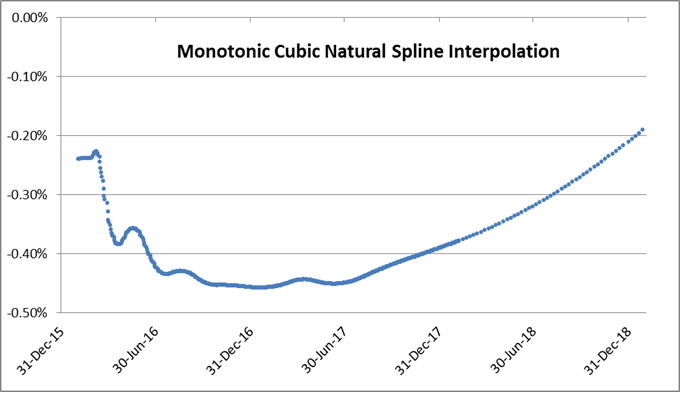 Monotonic Cubic Natural Spline Interpolation
0.00%
-0.10%
-0.20%
-0.30%
-0.40%
-0.50%
31-Dec-15
30-Jun-16
31-Dec-16
30-Jun-17
31-Dec-17
30-Jun-18
31-Dec-18